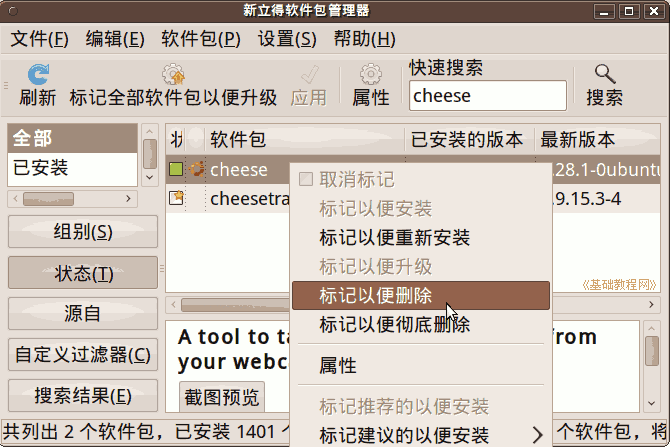 新立得软件包管理器
文件(F) 编辑(E) 软件包(P) 设置(S) 帮助(H)
刷新 标记全部软件包以便升级 应用 属性
快速搜索
cheese
搜索
全部
已安装
组别(S)
状态(T)
源自
自定义过滤器(C)
搜索结果(E)
软件包 已安装的版本 最新版本
cheese .28.1-0ubuntu
cheesetra .9.15.3-4
取消标记
标记以便安装
标记以便重新安装
标记以便升级
标记以便删除
标记以便彻底删除
属性
标记推荐的以便安装
标记建议的以便安装
《基础教程网》
A tool to ta from
your webc
截图预览
共列出 2 个软件包，已安装 1401 个 个软件包，将